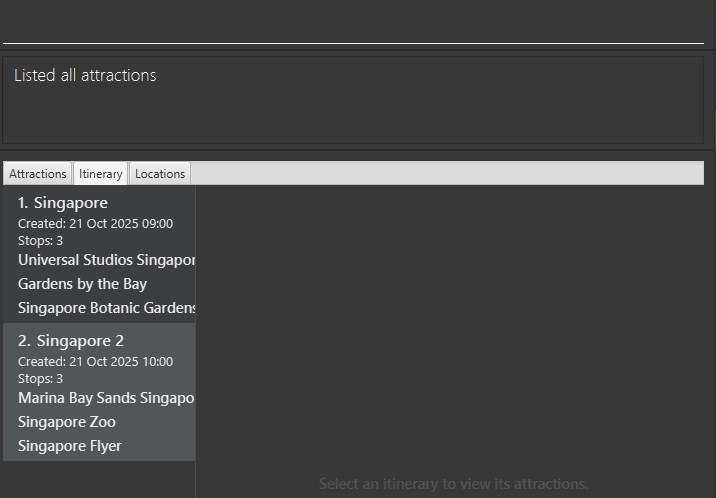 Listed all attractions
Attractions
Itinerary
Locations
1. Singapore
Created: 21 Oct 2025 09:00
Stops: 3
Universal Studios Singapor
Gardens by the Bay
Singapore Botanic Gardens
2. Singapore 2
Created: 21 Oct 2025 10:00
Stops: 3
Marina Bay Sands Singapo
Singapore Zoo
Singapore Flyer
Select an itinerary to view its attractions.